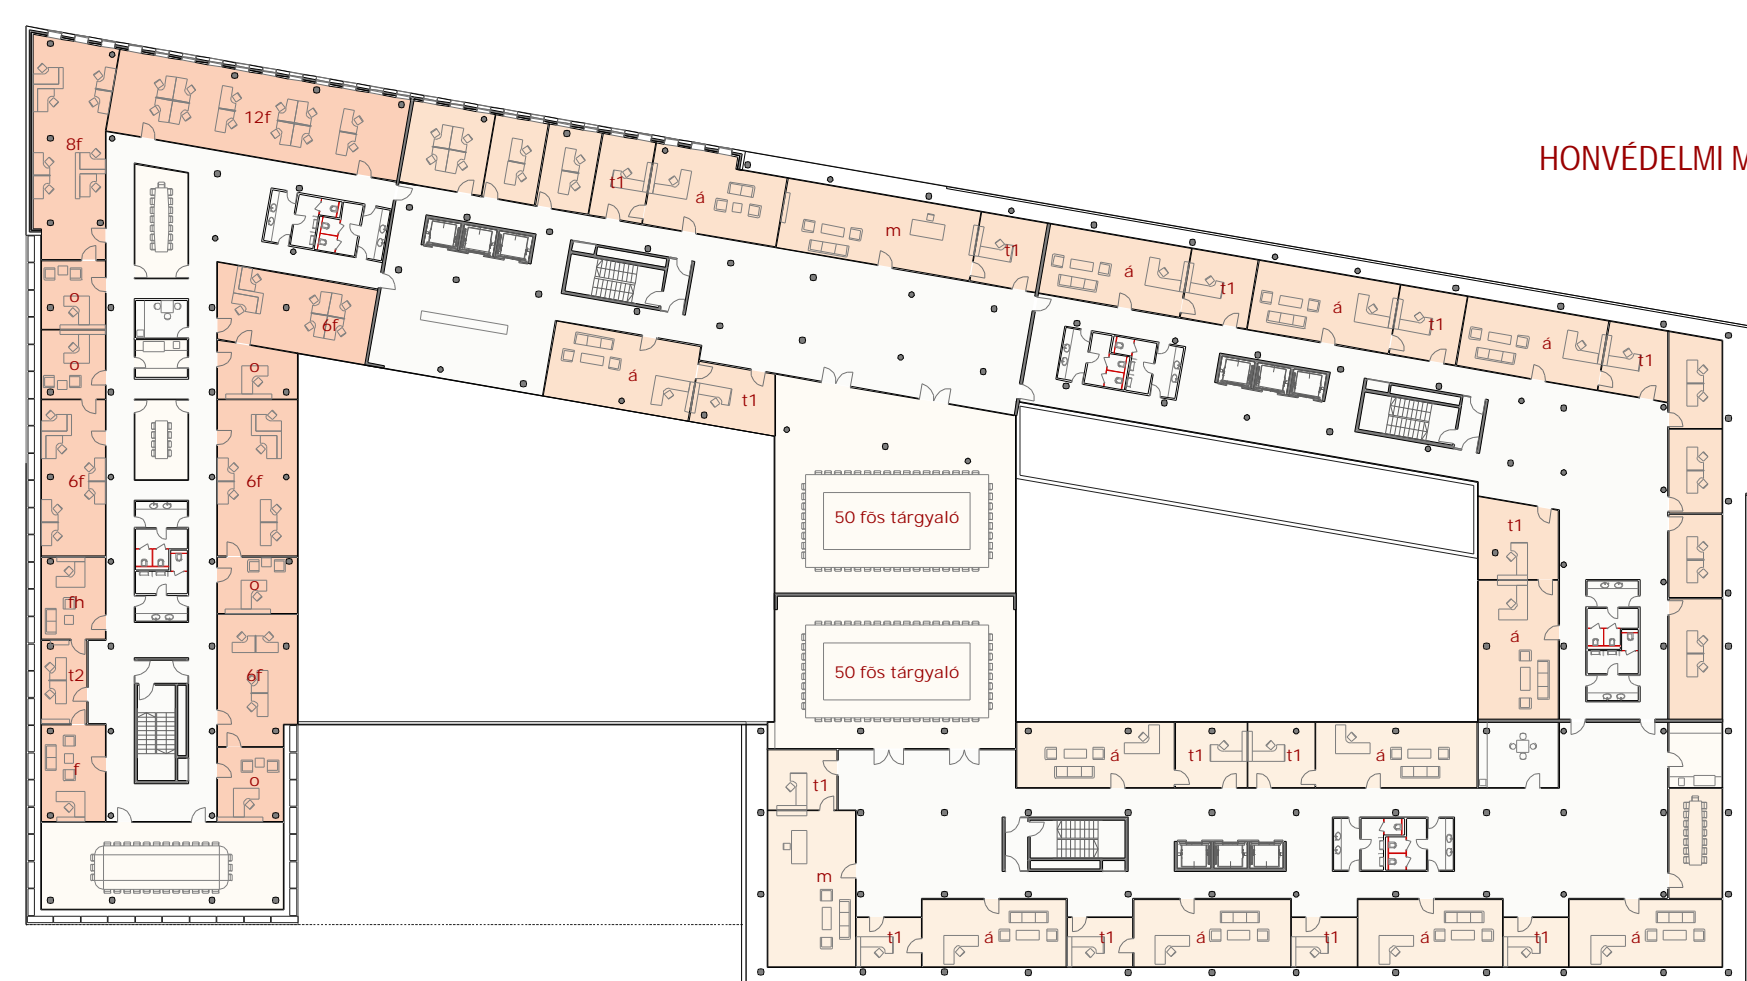 HONVÉDELMI M
12f
8f
t1
á
m
t1
á
t1
á
t1
á
t1
o
6f
o
o
á
t1
6f
6f
50 fős tárgyaló
t1
o
fh
á
50 fős tárgyaló
t2
6f
á
t1
t1
á
f
o
t1
m
t1
á
t1
á
t1
á
t1
á